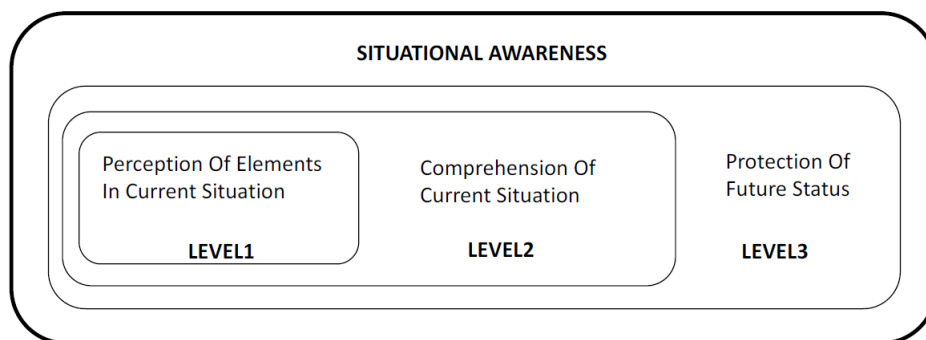 SITUATIONAL AWARENESS
Perception Of Elements
In Current Situation
LEVEL1
Comprehension Of
Current Situation
LEVEL2
Protection Of
Future Status
LEVEL3